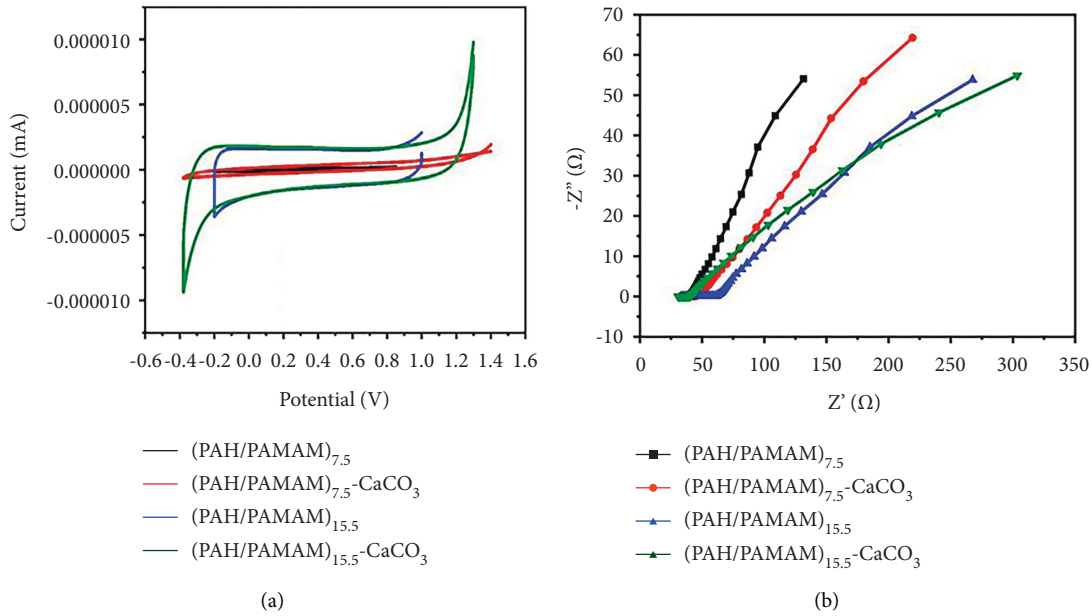 0.000010
0.000005
0.000000
-0.000005
-0.000010
Current (mA)
-0.6 -0.4 -0.2 0.0 0.2 0.4 0.6 0.8 1.0 1.2 1.4 1.6
Potential (V)
(PAH/PAMAM)7.5
(PAH/PAMAM)7.5-CaCO3
(PAH/PAMAM)15.5
(PAH/PAMAM)15.5-CaCO3
(a)
70
60
50
40
30
20
10
0
-10
-Z" (Ω)
0 50 100 150 200 250 300 350
Z' (Ω)
(PAH/PAMAM)7.5
(PAH/PAMAM)7.5-CaCO3
(PAH/PAMAM)15.5
(PAH/PAMAM)15.5-CaCO3
(b)